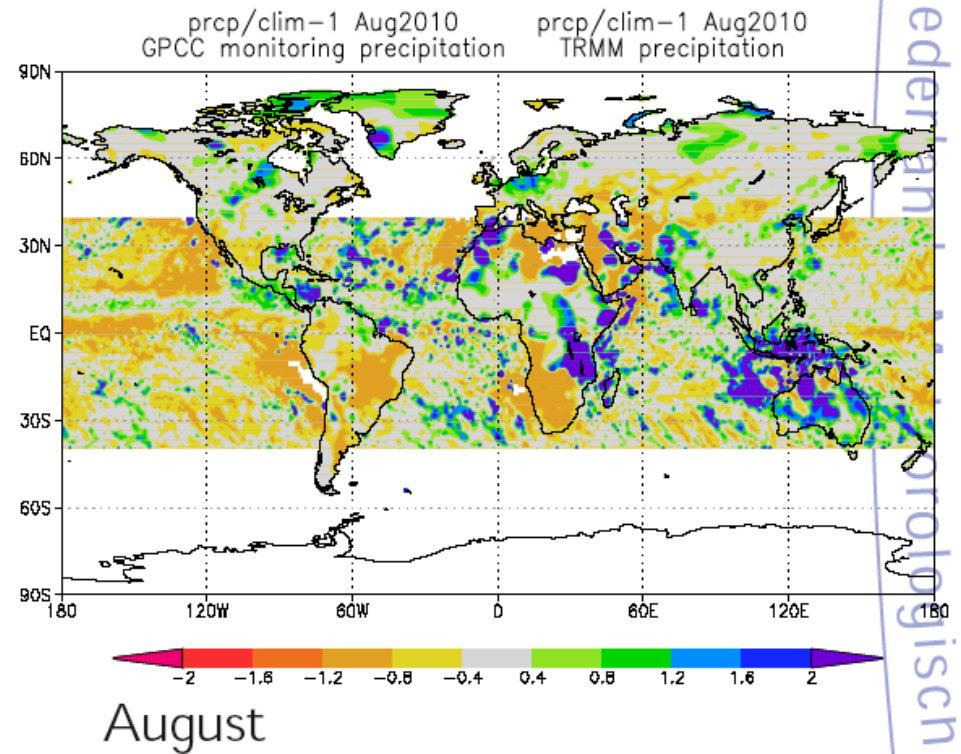 prcp/clim-1 Aug2010 prcp/clim-1 Aug2010
GPCC monitoring precipitation TRMM precipitation
90N
60N
30N
EQ
30S
60S
90S
180 120W 60W 0 60E 120E 180
-2 -1.6 -1.2 -0.8 -0.4 0.4 0.8 1.2 1.6 2
August
ederlan
orologisch